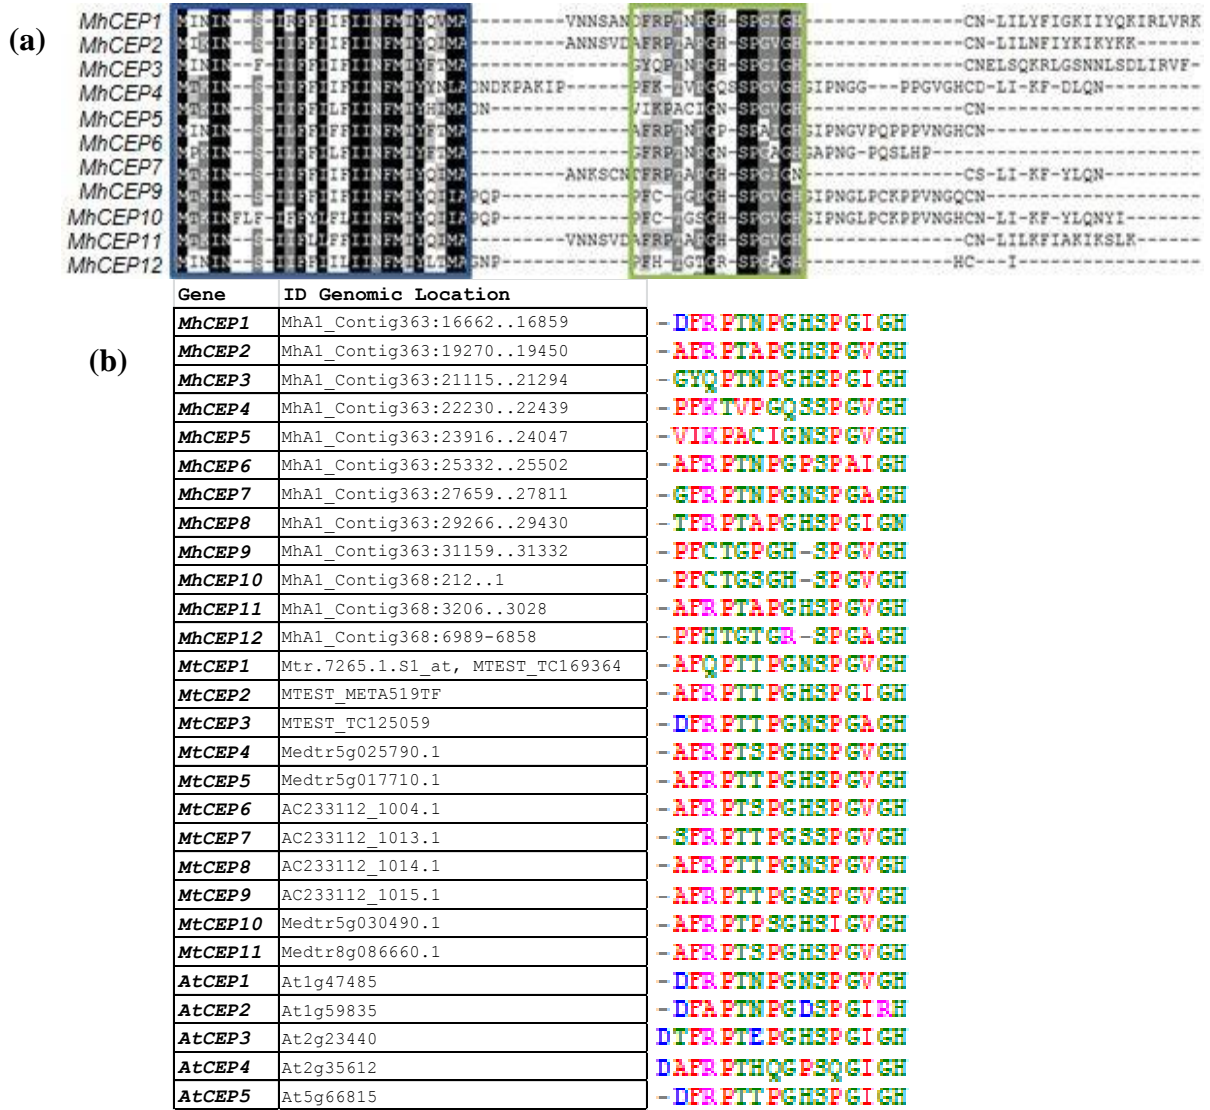 (a)
MhCEP1 VNNSAN CN-LILYFIGKIIYQKIRLVRK
MhCEP2 ANNSVD CN-LILNFIYKIKYKK------
MhCEP3 CNELSQKRLGSNNLSDLIRVF-
MhCEP4 DNDKPAKIP GIPNGG---PPGVGHCD-LI-KF-DLQN
MhCEP5 CN
MhCEP6 GIPNGVPQPPPVNGHCN
MhCEP7 GAPNG-PQSLHP
ANKSCN CS-LI-KF-YLQN
MhCEP9 PQP GIPNGLPCKPPVNGQCN
MhCEP10 PQP GIPNGLPCKPPVNGHCN-LI-KF-YLQNYI
MhCEP11 VNNSVD CN-LILKFIAKIKSLK
MhCEP12 GNP HC---I
(b)
Gene ID Genomic Location
MhCEP1 MhA1_Contig363:16662..16859 -DFRPTNPGHSPGIGH
MhCEP2 MhA1_Contig363:19270..19450 -AFRPTAPGHSPGVGH
MhCEP3 MhA1_Contig363:21115..21294 -GYQPTNPGHSPGIGH
MhCEP4 MhA1_Contig363:22230..22439 -PFKTVPGQSSPGVGH
MhCEP5 MhA1_Contig363:23916..24047 -VIKPACIGNSPGVGH
MhCEP6 MhA1_Contig363:25332..25502 -AFRPTNPGPSPAIGH
MhCEP7 MhA1_Contig363:27659..27811 -GFRPTNPGNSPGAGH
MhCEP8 MhA1_Contig363:29266..29430 -TFRPTAPGHSPGIGN
MhCEP9 MhA1_Contig363:31159..31332 -PFCTGPGH-SPGVGH
MhCEP10 MhA1_Contig368:212..1 -PFCTGSGH-SPGVGH
MhCEP11 MhA1_Contig368:3206..3028 -AFRPTAPGHSPGVGH
MhCEP12 MhA1_Contig368:6989-6858 -PFHTGTGR-SPGAGH
MtCEP1 Mtr.7265.1.S1_at, MTEST_TC169364 -AFQPTTPGNSPGVGH
MtCEP2 MTEST_META519TF -AFRPTTPGHSPGIGH
MtCEP3 MTEST_TC125059 -DFRPTTPGNSPGAGH
MtCEP4 Medtr5g025790.1 -AFRPTSPGHSPGVGH
MtCEP5 Medtr5g017710.1 -AFRPTTPGHSPGVGH
MtCEP6 AC233112_1004.1 -AFRPTSPGHSPGVGH
MtCEP7 AC233112_1013.1 -SFRPTTPGSSPGVGH
MtCEP8 AC233112_1014.1 -AFRPTTPGNSPGVGH
MtCEP9 AC233112_1015.1 -AFRPTTPGSSPGVGH
MtCEP10 Medtr5g030490.1 -AFRPTPSGHSIGVGH
MtCEP11 Medtr8g086660.1 -AFRPTSPGHSPGVGH
AtCEP1 At1g47485 -DFRPTNPGNSPGVGH
AtCEP2 At1g59835 -DFAPTNPGDSPGIRH
AtCEP3 At2g23440 DTFRPTEPGHSPGIGH
AtCEP4 At2g35612 DAFRPTHQGPSQGIGH
AtCEP5 At5g66815 -DFRPTTPGHSPGIGH